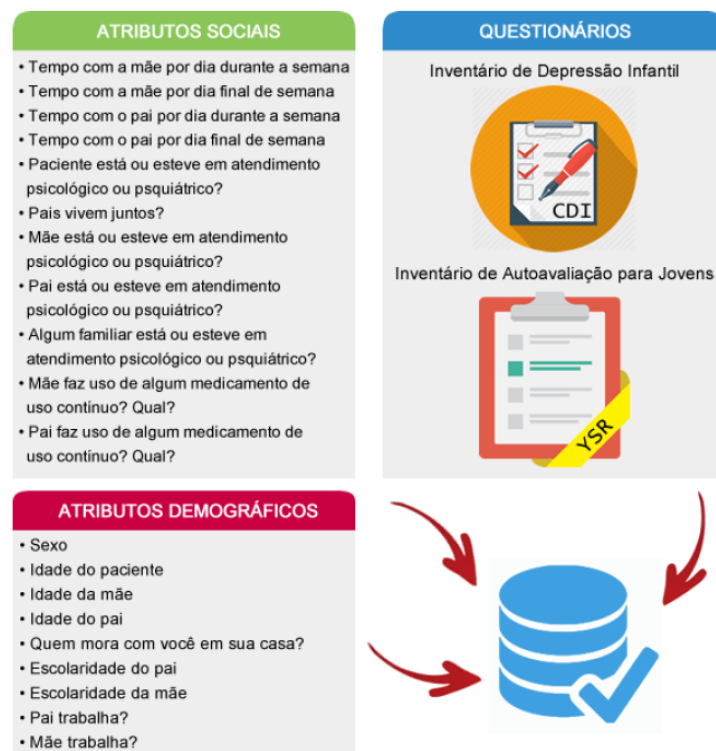 ATRIBUTOS SOCIAIS
• Tempo com a mãe por dia durante a semana
• Tempo com a mãe por dia final de semana
• Tempo com o pai por dia durante a semana
• Tempo com o pai por dia final de semana
• Paciente está ou esteve em atendimento
psicológico ou psquiátrico?
• Pais vivem juntos?
• Mãe está ou esteve em atendimento
psicológico ou psquiátrico?
• Pai está ou esteve em atendimento
psicológico ou psquiátrico?
• Algum familiar está ou esteve em
atendimento psicológico ou psquiátrico?
• Mãe faz uso de algum medicamento de
uso contínuo? Qual?
• Pai faz uso de algum medicamento de
uso contínuo? Qual?
QUESTIONÁRIOS
Inventário de Depressão Infantil
CDI
Inventário de Autoavaliação para Jovens
YSR
ATRIBUTOS DEMOGRÁFICOS
• Sexo
• Idade do paciente
• Idade da mãe
• Idade do pai
• Quem mora com você em sua casa?
• Escolaridade do pai
• Escolaridade da mãe
• Pai trabalha?
• Mãe trabalha?